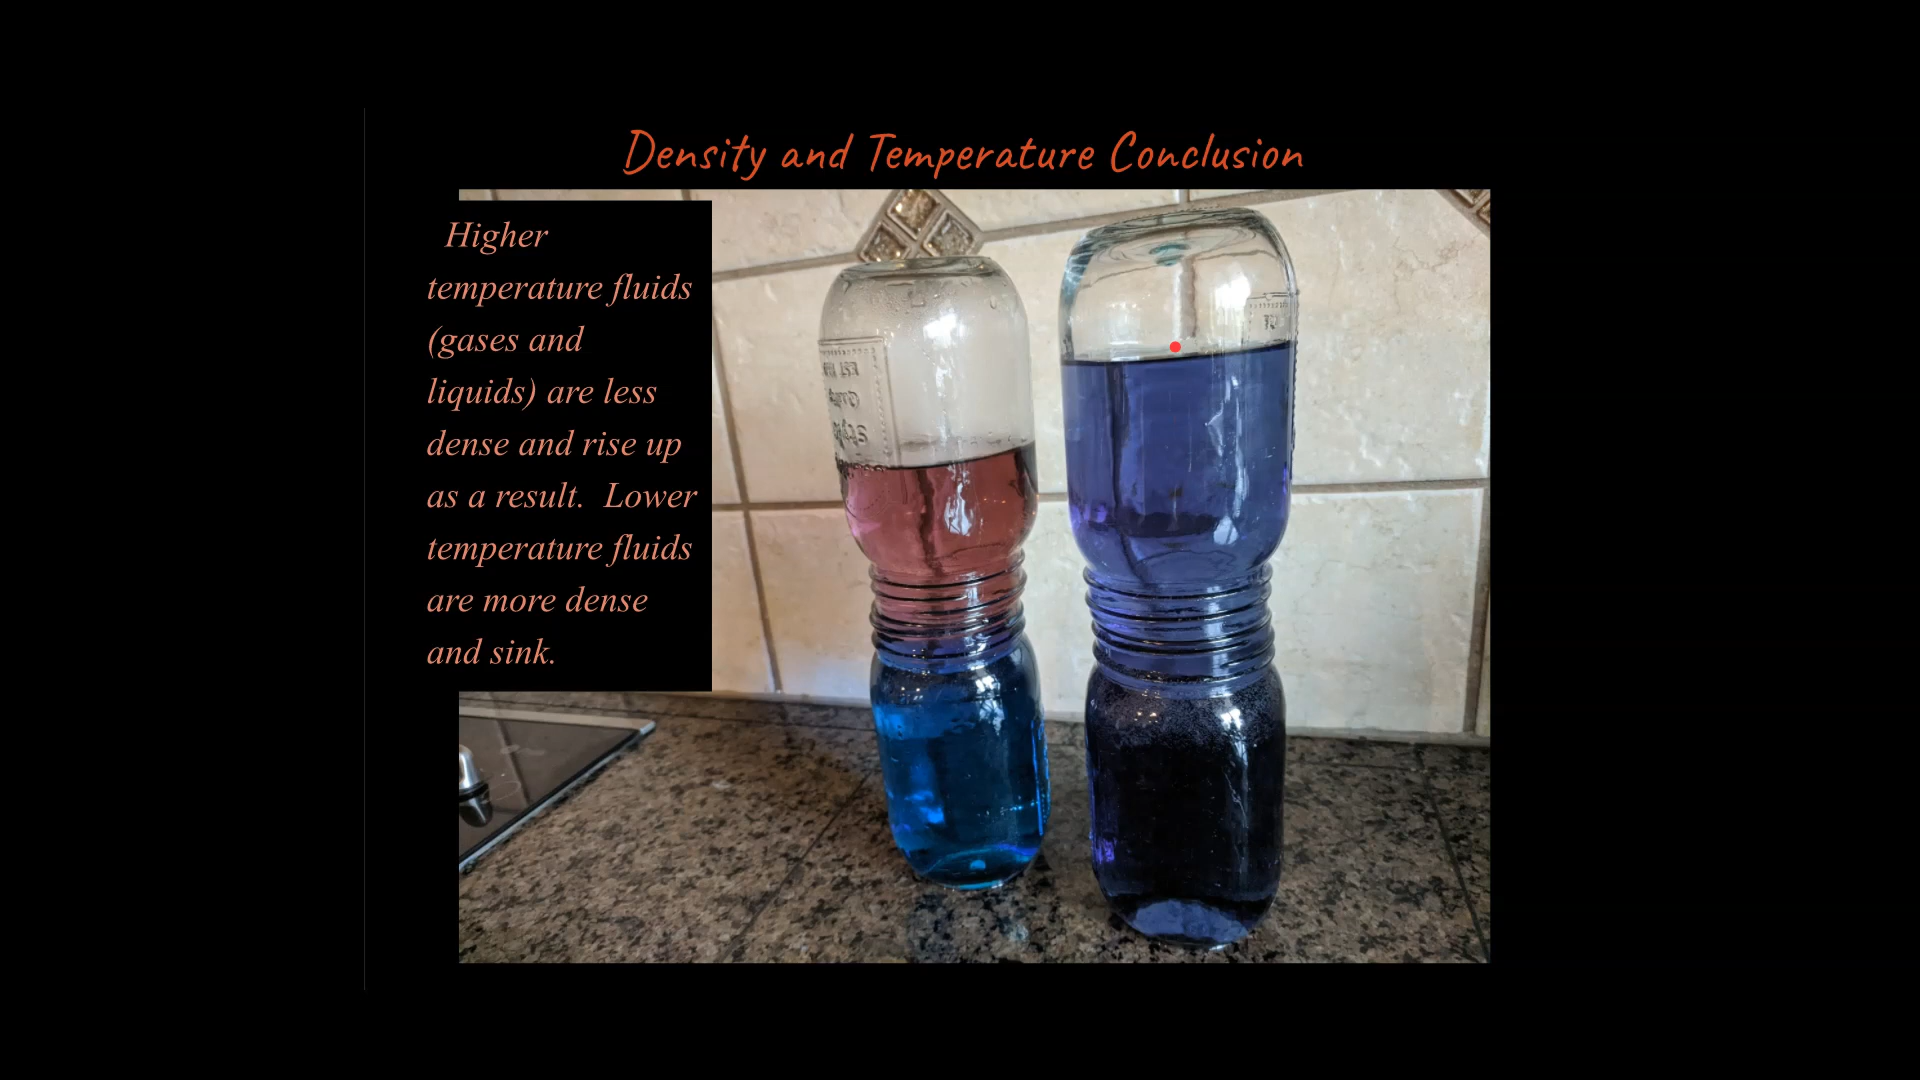 Density and Temperature Conclusion
Higher
temperature fluids
(gases and
liquids) are less
dense and rise up
as a result.  Lower
temperature fluids
are more dense
and sink.